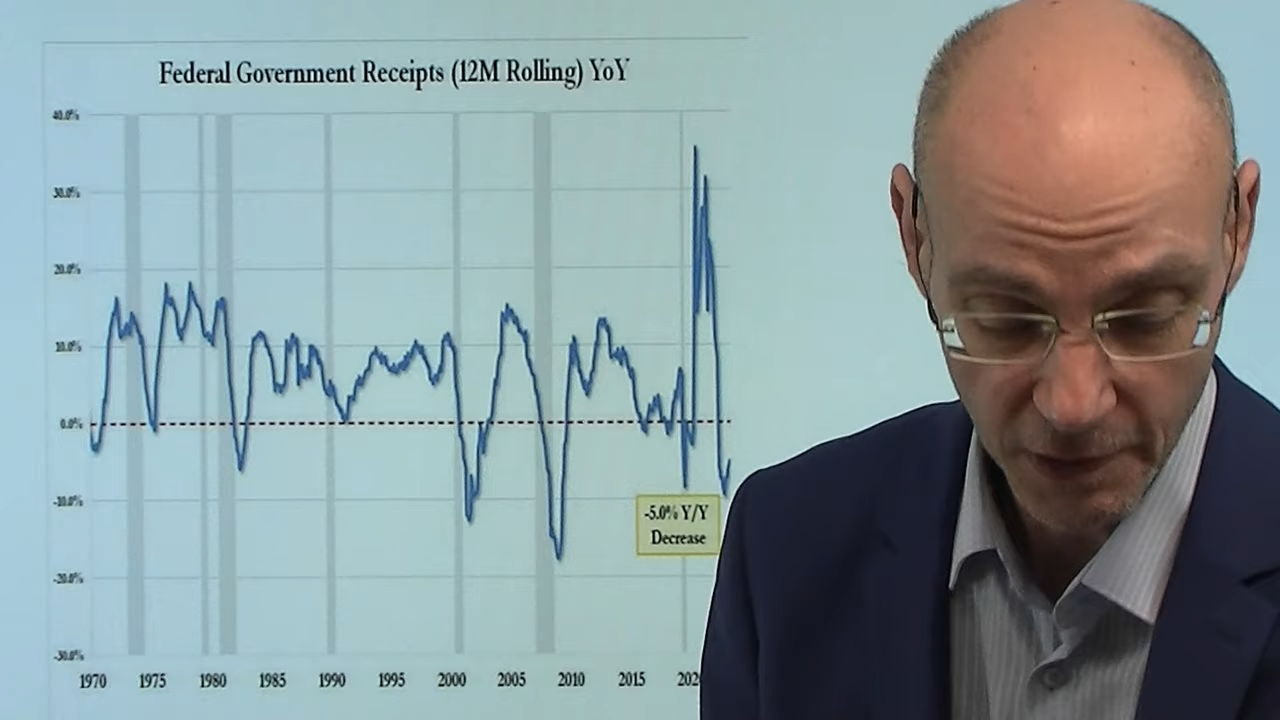 Federal Government Receipts (12M Rolling) YoY
40.0%
30.0%
20.0%
10.0%
0.0%
-10.0%
-20.0%
-30.0%
-5.0% Y/Y
Decrease
1970 1975 1980 1985 1990 1995 2000 2005 2010 2015